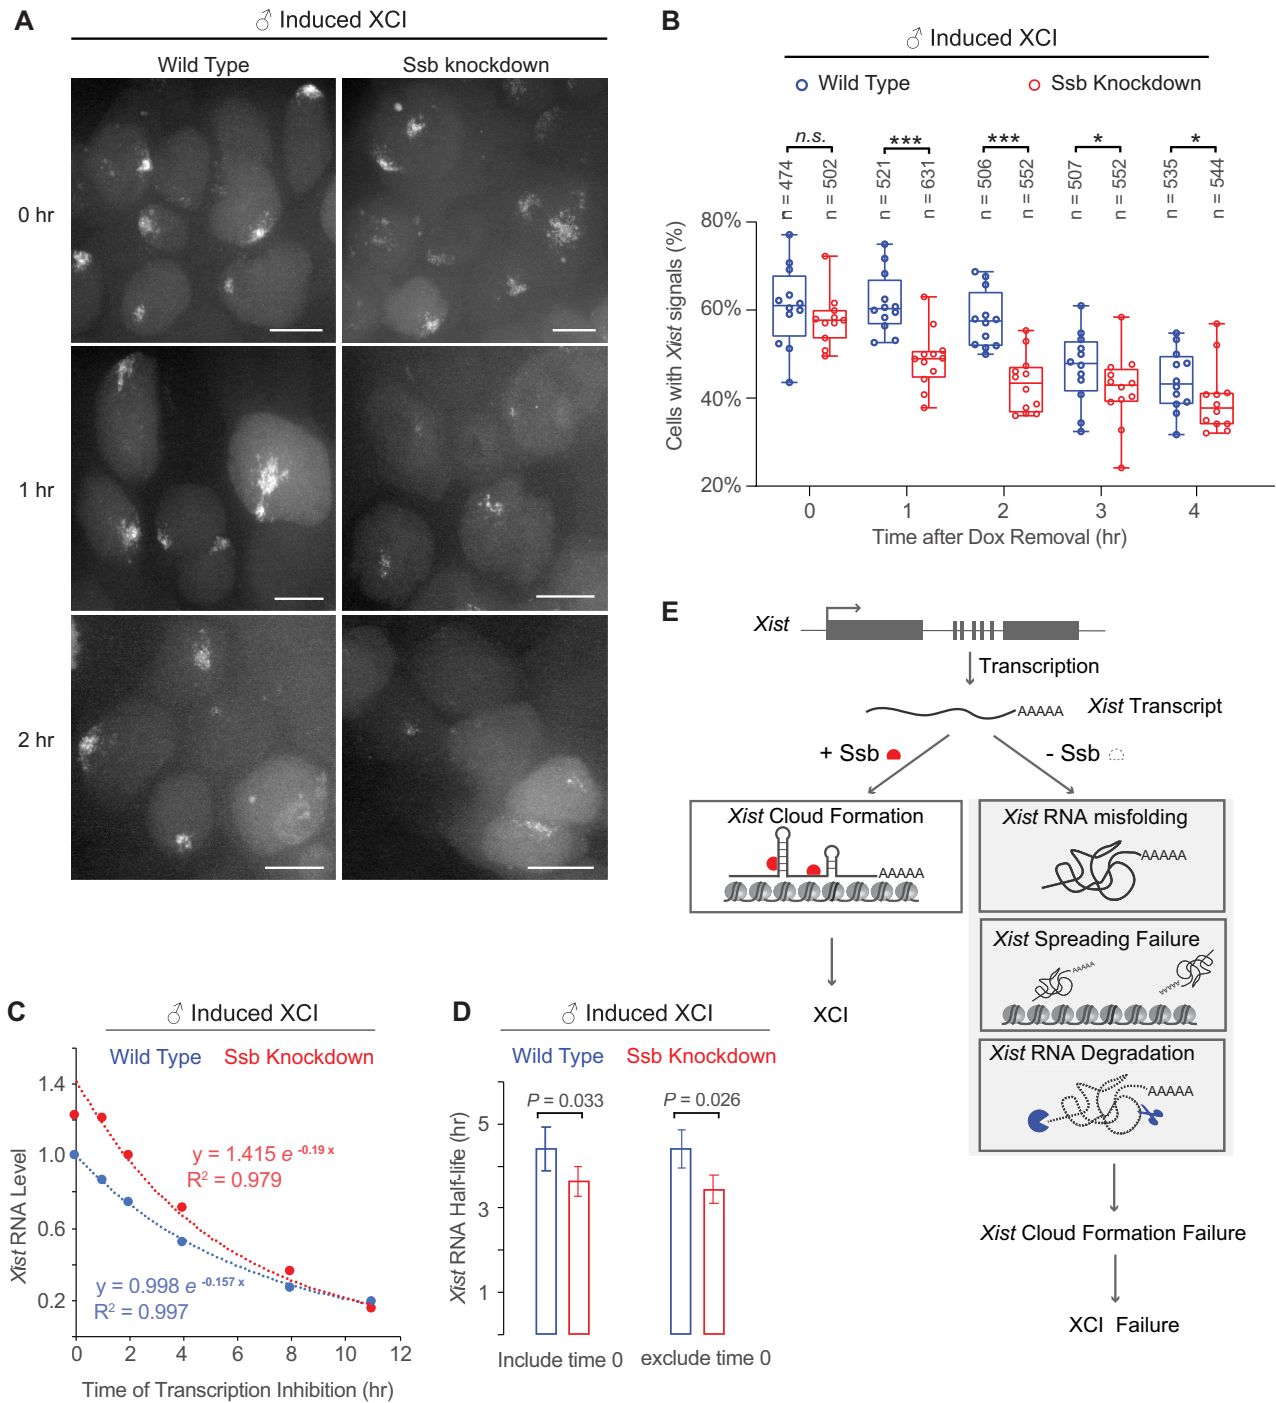 A
♂ Induced XCI
Wild Type
Ssb knockdown
0 hr
1 hr
2 hr
B
♂ Induced XCI
Wild Type
Ssb Knockdown
n.s.
***
***
*
*
n = 474
n = 502
n = 521
n = 631
n = 506
n = 552
n = 507
n = 552
n = 535
n = 544
80%
60%
40%
20%
Cells with Xist signals (%)
0
1
2
3
4
Time after Dox Removal (hr)
C
♂ Induced XCI
Wild Type
Ssb Knockdown
1.4
1.0
0.6
0.2
Xist RNA Level
y = 1.415 e -0.19 x
R2 = 0.979
y = 0.998 e -0.157 x
R2 = 0.997
0
2
4
6
8
10
12
Time of Transcription Inhibition (hr)
D
♂ Induced XCI
Wild Type
Ssb Knockdown
P = 0.033
P = 0.026
5
3
1
Xist RNA Half-life (hr)
Include time 0
exclude time 0
E
Xist
Transcription
AAAAA
Xist Transcript
+ Ssb
- Ssb
Xist Cloud Formation
AAAAA
XCI
Xist RNA misfolding
AAAAA
Xist Spreading Failure
AAAAA
AAAAA
Xist RNA Degradation
AAAAA
Xist Cloud Formation Failure
XCI Failure